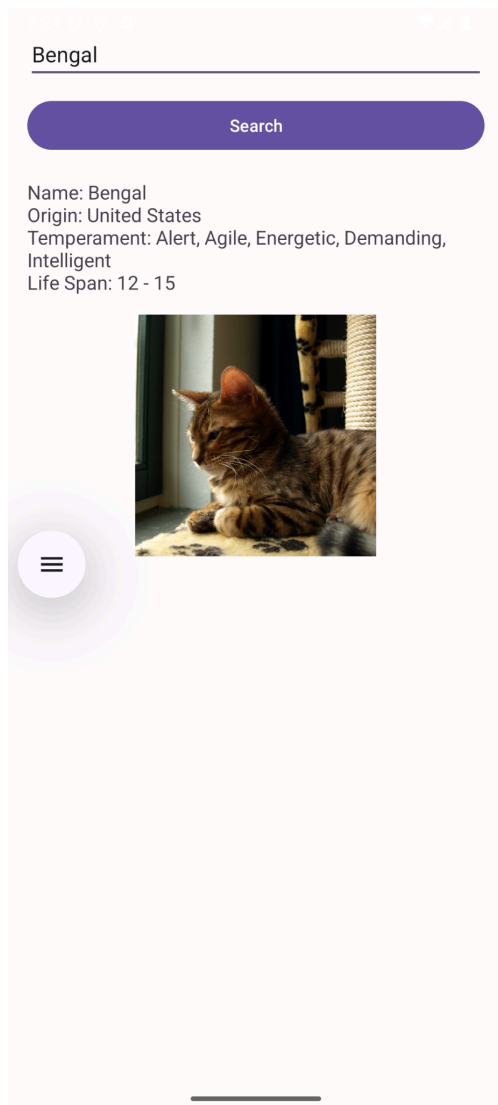 Bengal
Search
Name: Bengal
Origin: United States
Temperament: Alert, Agile, Energetic, Demanding,
Intelligent
Life Span: 12 - 15